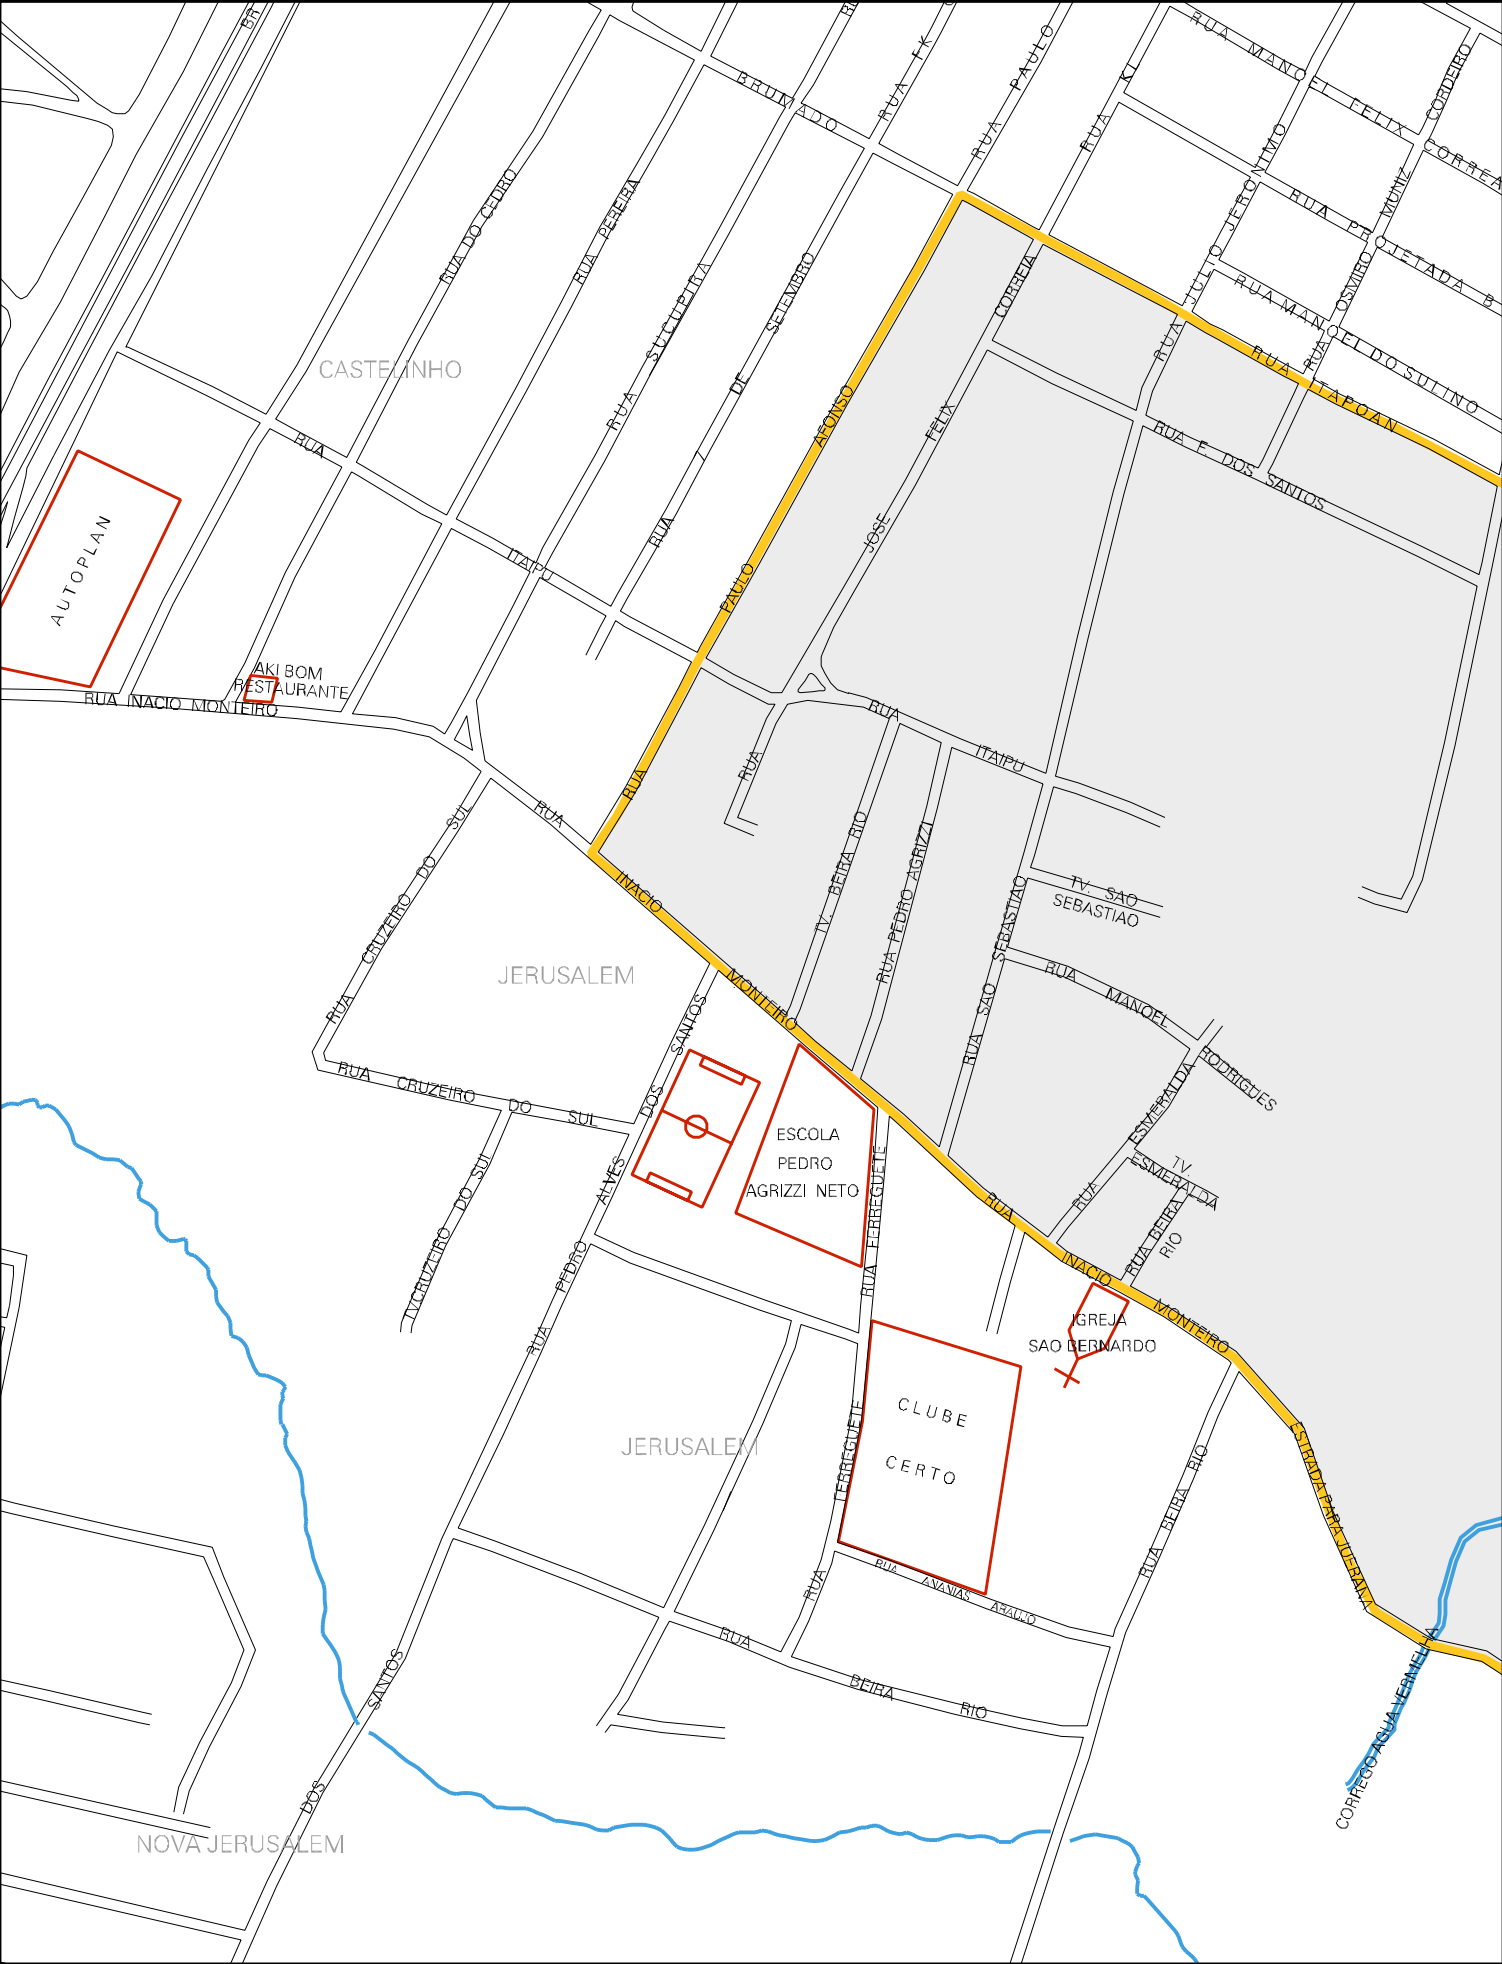 BR
RUA FK
RUA PAULO
RUA KL
RUA MANOEL FELIX CORREA
CORDEIRO
BRUMADO
RUA DO CEDRO
RUA PEREIRA
RUA SUCUPIRA
RUA 7 DE SETEMBRO
RUA PAULO AFONSO
RUA JOSE FELIX CORREIA
RUA JULIO JERONIMO
RUA OSMIRO MUNIZ
RUA PROJETADA B
RUA MANOEL DO SULINO
RUA ITAPOAN
CASTELINHO
RUA E. DOS SANTOS
RUA ITAIPU
AUTOPLAN
AKI BOM
RESTAURANTE
RUA INACIO MONTEIRO
RUA ITAIPU
RUA INACIO MONTEIRO
RUA CRUZEIRO DO SUL
TV. BEIRA RIO
RUA PEDRO AGRIZZI
RUA SAO SEBASTIAO
TV. SAO
SEBASTIAO
RUA MANOEL RODRIGUES
JERUSALEM
RUA CRUZEIRO DO SUL
TV CRUZEIRO DO SUL
RUA PEDRO ALVES DOS SANTOS
ESCOLA
PEDRO
AGRIZZI NETO
RUA FERREGUETE
RUA ESMERALDA
TV
ESMERALDA
RUA BEIRA
RIO
RUA INACIO MONTEIRO
IGREJA
SAO BERNARDO
CLUBE
CERTO
JERUSALEM
RUA FERREGUETE
RUA ANANIAS ARAUJO
RUA BEIRA RIO
RUA BEIRA RIO
ESTRADA PARA JUEBANA
CORREGO AGUA VERMELHA
DOS SANTOS
NOVA JERUSALEM